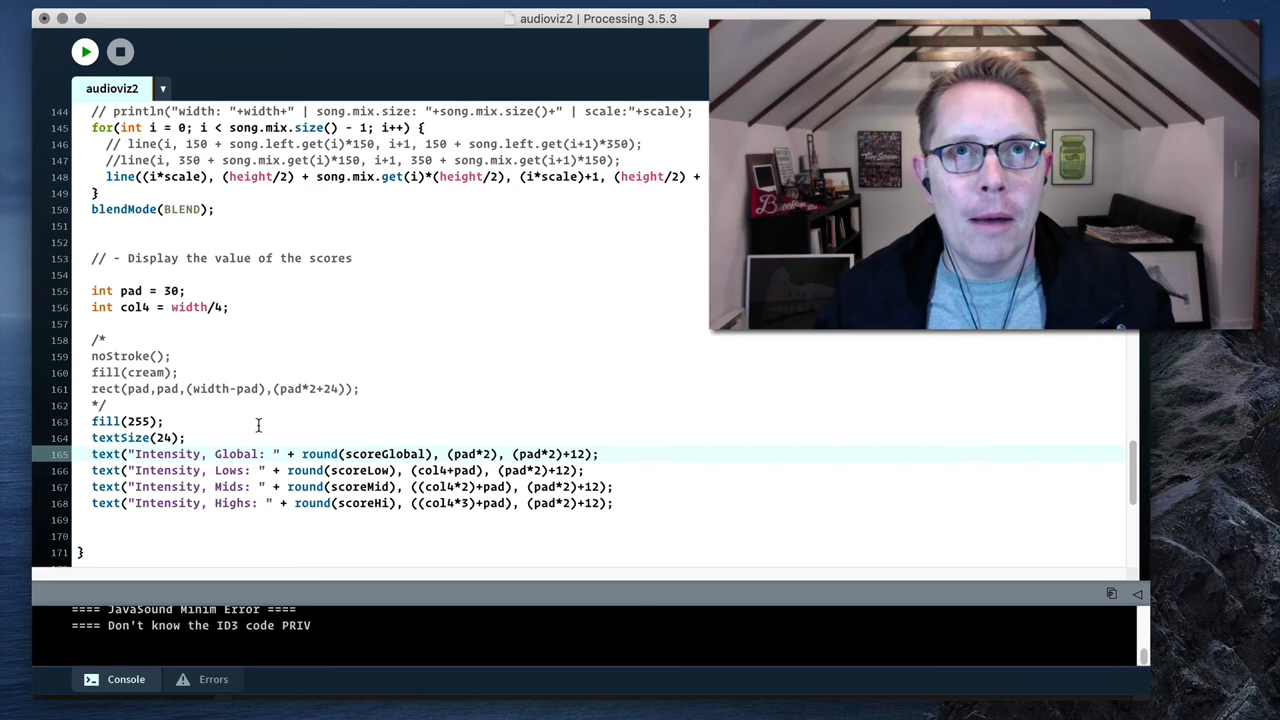 audioviz2 | Processing 3.5.3
audioviz2
144 // println("width: "+width+" | song.mix.size: "+song.mix.size()+" | scale:"+scale);
145 for(int i = 0; i < song.mix.size() - 1; i++) {
146 // line(i, 150 + song.left.get(i)*150, i+1, 150 + song.left.get(i+1)*350);
147 //line(i, 350 + song.mix.get(i)*150, i+1, 350 + song.mix.get(i+1)*150);
148 line((i*scale), (height/2) + song.mix.get(i)*(height/2), (i*scale)+1, (height/2) +
149 }
150 blendMode(BLEND);
151
152
153 // - Display the value of the scores
154
155 int pad = 30;
156 int col4 = width/4;
157
158 /*
159 noStroke();
160 fill(cream);
161 rect(pad,pad,(width-pad),(pad*2+24));
162 */
163 fill(255);
164 textSize(24);
165 text("Intensity, Global: " + round(scoreGlobal), (pad*2), (pad*2)+12);
166 text("Intensity, Lows: " + round(scoreLow), (col4+pad), (pad*2)+12);
167 text("Intensity, Mids: " + round(scoreMid), ((col4*2)+pad), (pad*2)+12);
168 text("Intensity, Highs: " + round(scoreHi), ((col4*3)+pad), (pad*2)+12);
169
170
171 }
==== JavaSound Minim Error ====
==== Don't know the ID3 code PRIV
Console
Errors